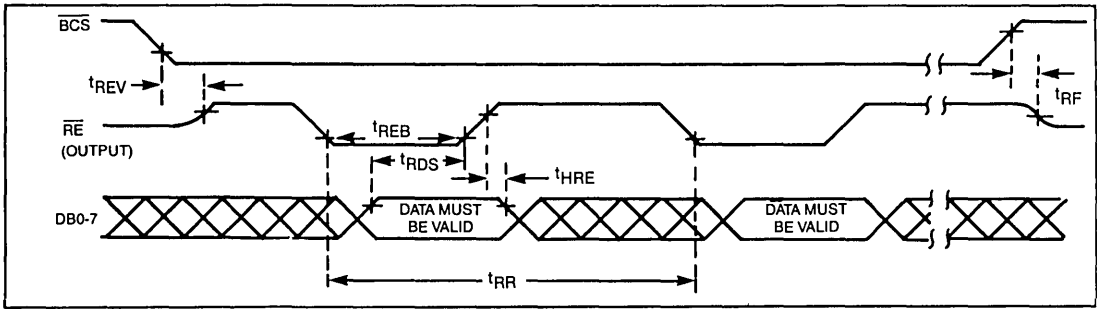 BCS
tREV
tRF
RE
(OUTPUT)
tREB
tRDS
tHRE
DB0-7
DATA MUST
BE VALID
DATA MUST
BE VALID
tRR